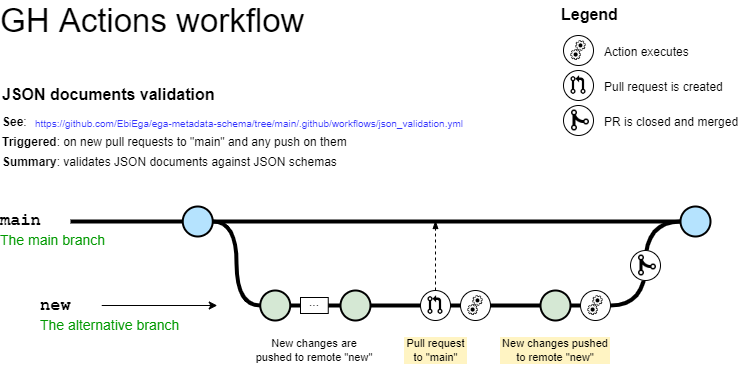 GH Actions workflow
Legend
Action executes
Pull request is created
PR is closed and merged
JSON documents validation
See: https://github.com/EbiEga/ega-metadata-schema/tree/main/.github/workflows/json_validation.yml
Triggered: on new pull requests to "main" and any push on them
Summary: validates JSON documents against JSON schemas
main
The main branch
new
The alternative branch
...
New changes are
pushed to remote "new"
Pull request
to "main"
New changes pushed
to remote "new"